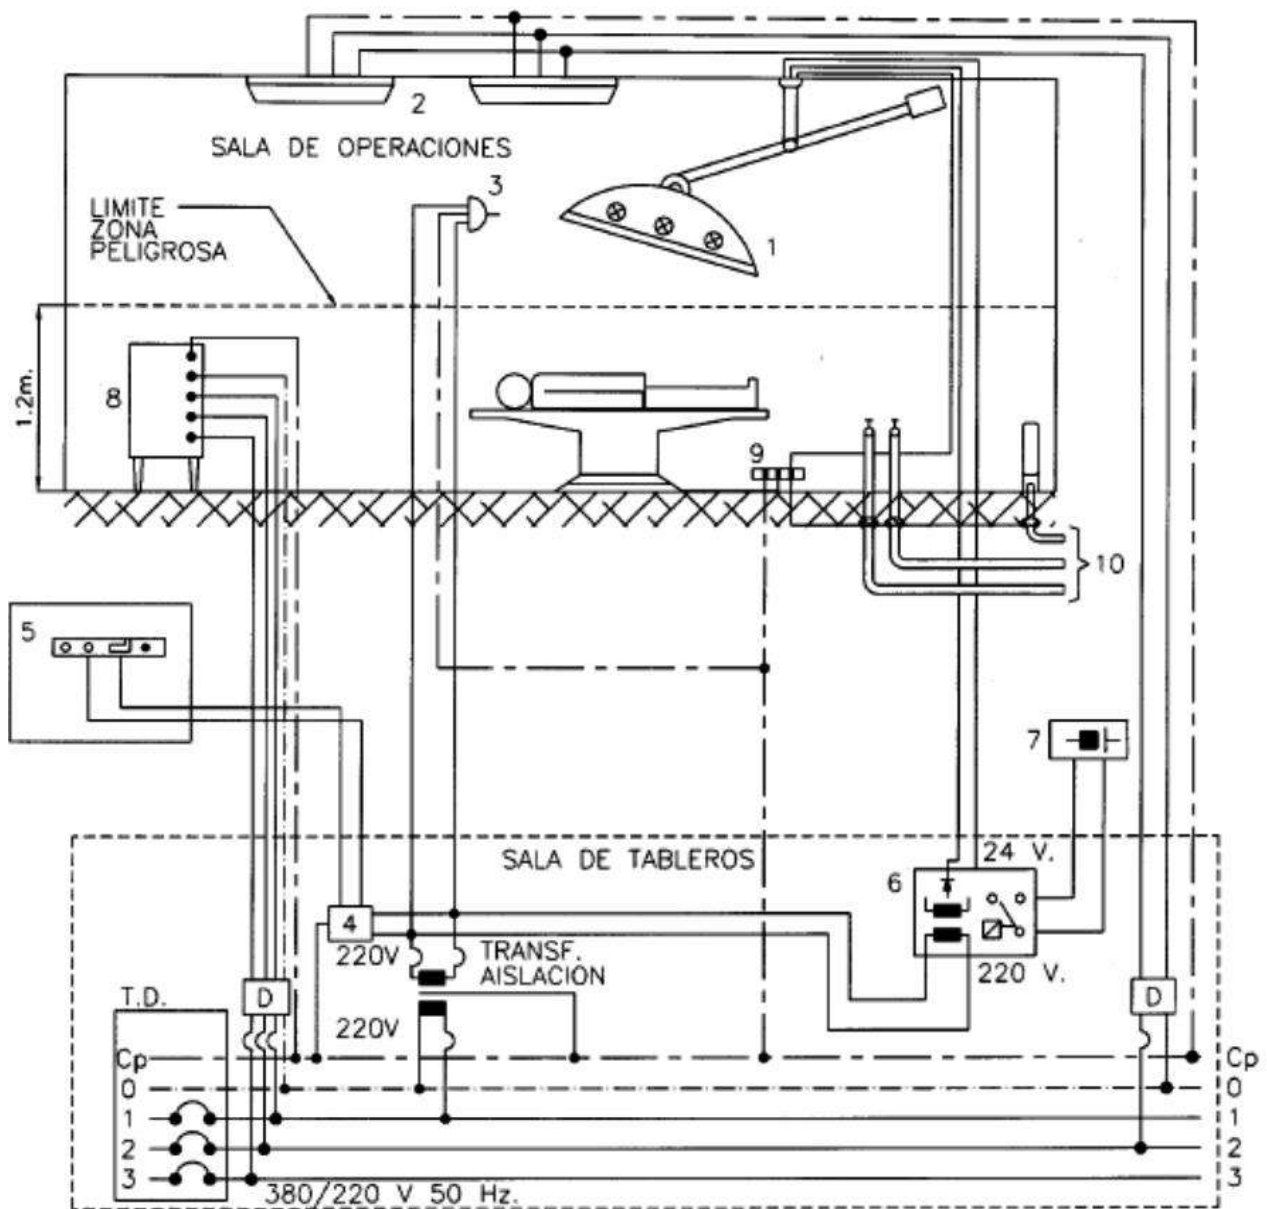 2
SALA DE OPERACIONES
3
LIMITE
ZONA
PELIGROSA
1
1.2m.
8
9
10
5
7
SALA DE TABLEROS
24 V.
6
4
220V
TRANSF.
AISLACION
220 V.
T.D.
D
D
220V
Cp
Cp
0
0
1
1
2
2
3
3
380/220 V 50 Hz.